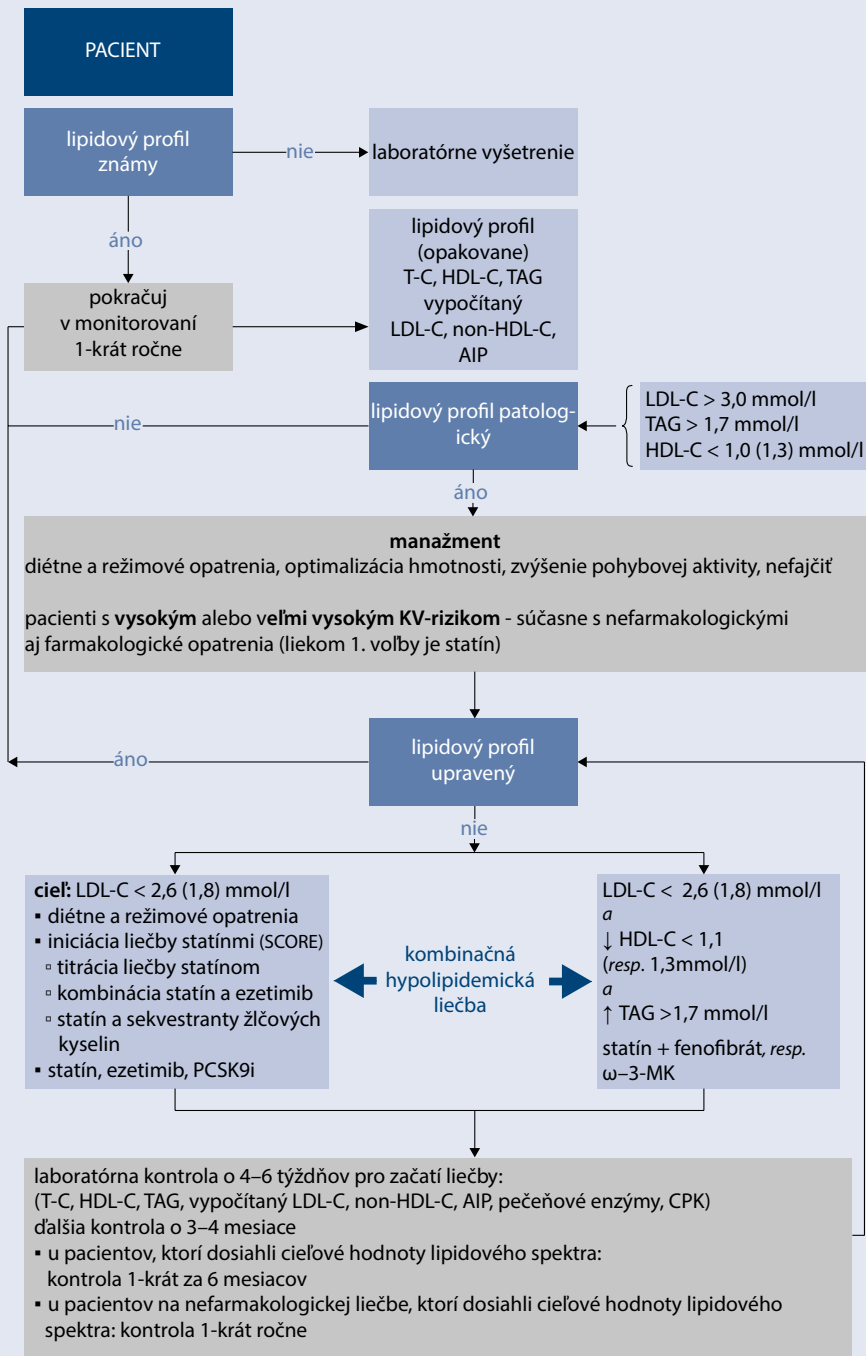 PACIENT
lipidový profil
známy
nie
laboratórne vyšetrenie
áno
lipidový profil
(opakovane)
T-C, HDL-C, TAG
vypočítaný
LDL-C, non-HDL-C,
AIP
pokračuj
v monitorovaní
1-krát ročne
nie
lipidový profil patolog-
ický
LDL-C > 3,0 mmol/l
TAG > 1,7 mmol/l
HDL-C < 1,0 (1,3) mmol/l
áno
manažment
diétne a režimové opatrenia, optimalizácia hmotnosti, zvýšenie pohybovej aktivity, nefajčiť
pacienti s vysokým alebo veľmi vysokým KV-rizikom - súčasne s nefarmakologickými
aj farmakologické opatrenia (liekom 1. voľby je statín)
áno
lipidový profil
upravený
nie
cieľ: LDL-C < 2,6 (1,8) mmol/l
▪ diétne a režimové opatrenia
▪ iniciácia liečby statínmi (SCORE)
▫ titrácia liečby statínom
▫ kombinácia statín a ezetimib
▫ statín a sekvestranty žlčových
kyselin
▪ statín, ezetimib, PCSK9i
kombinačná
hypolipidemická
liečba
LDL-C < 2,6 (1,8) mmol/l
a
↓ HDL-C < 1,1
(resp. 1,3mmol/l)
a
↑ TAG >1,7 mmol/l
statín + fenofibrát, resp.
ω–3-MK
laboratórna kontrola o 4–6 týždňov pro začatí liečby:
(T-C, HDL-C, TAG, vypočítaný LDL-C, non-HDL-C, AIP, pečeňové enzýmy, CPK)
ďalšia kontrola o 3–4 mesiace
▪ u pacientov, ktorí dosiahli cieľové hodnoty lipidového spektra:
kontrola 1-krát za 6 mesiacov
▪ u pacientov na nefarmakologickej liečbe, ktorí dosiahli cieľové hodnoty lipidového
spektra: kontrola 1-krát ročne